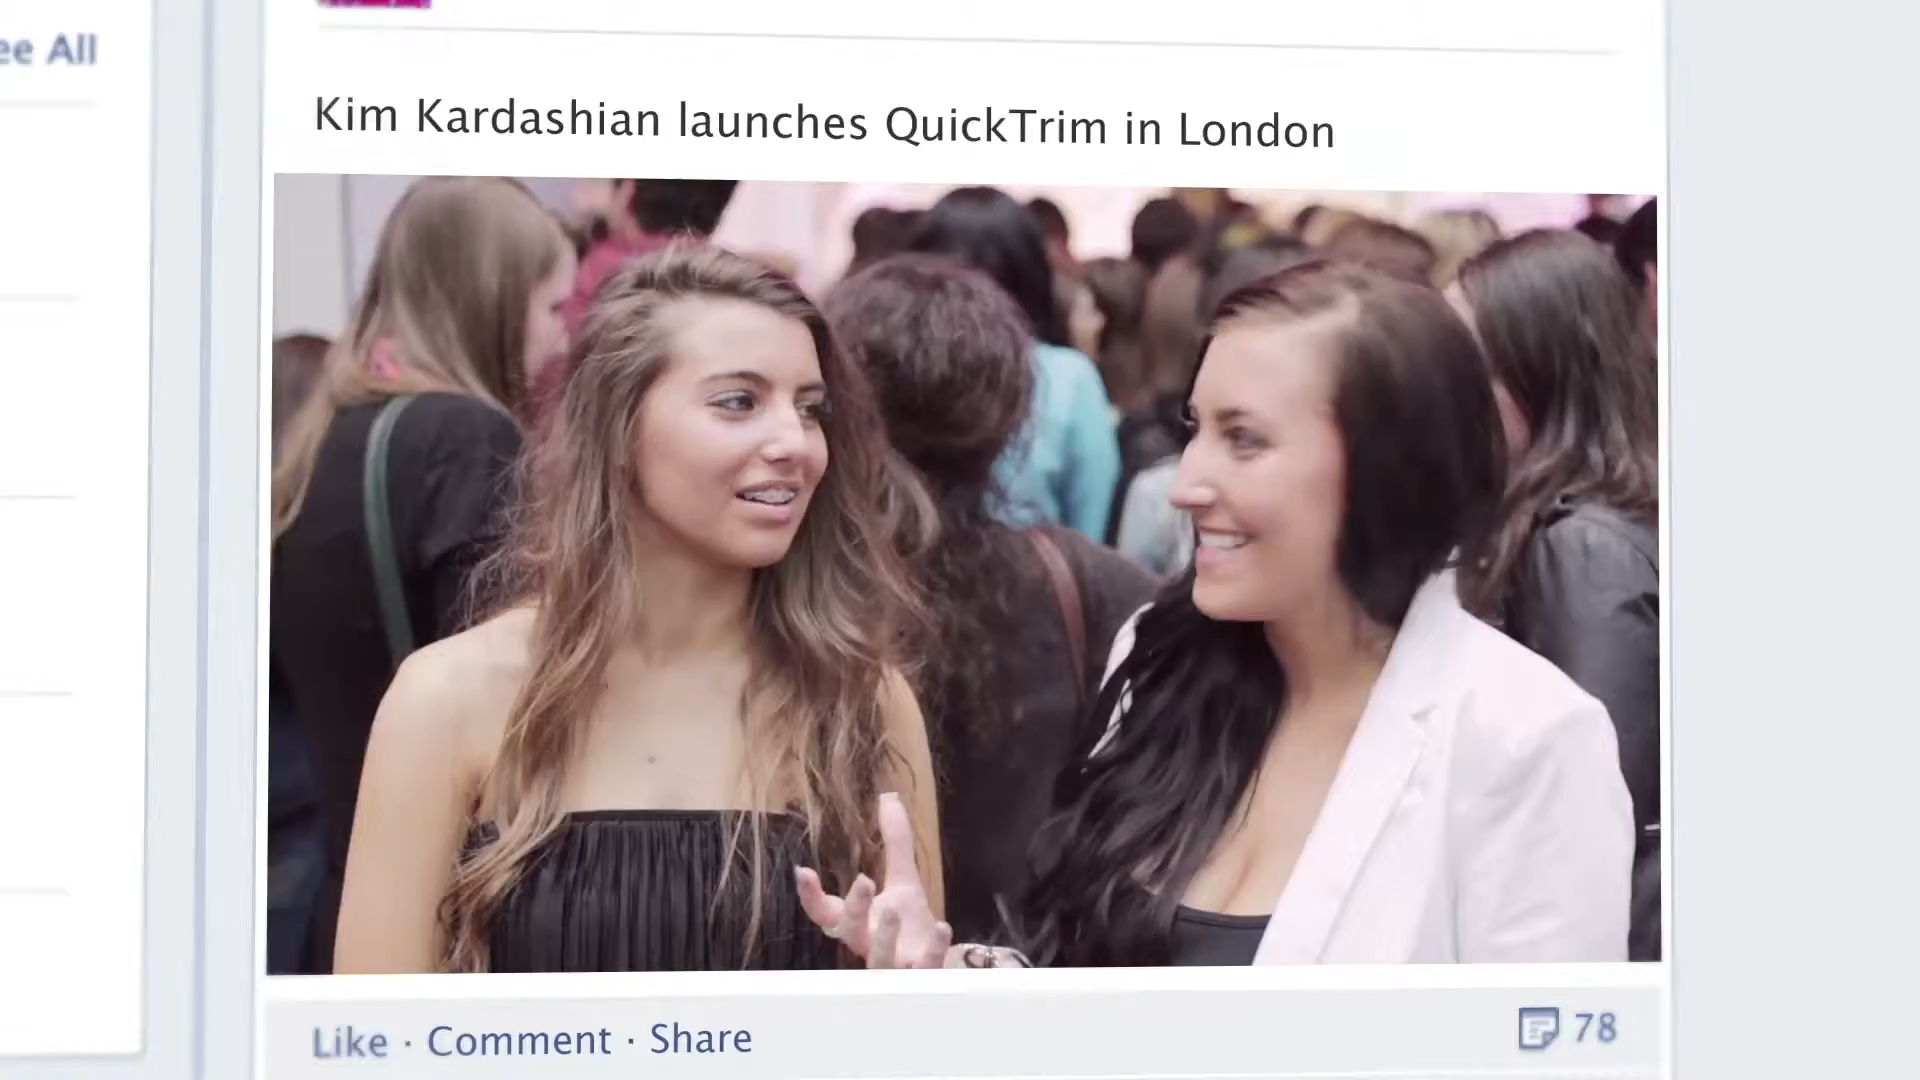 ee All
Kim Kardashian launches QuickTrim in London
Like · Comment · Share
78